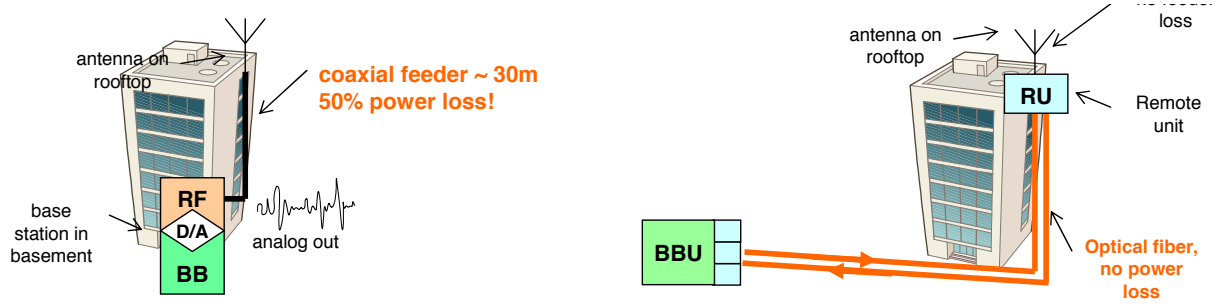 antenna on
rooftop
coaxial feeder ~ 30m
50% power loss!
RF
D/A
BB
analog out
base
station in
basement
loss
antenna on
rooftop
RU
Remote
unit
BBU
Optical fiber,
no power
loss